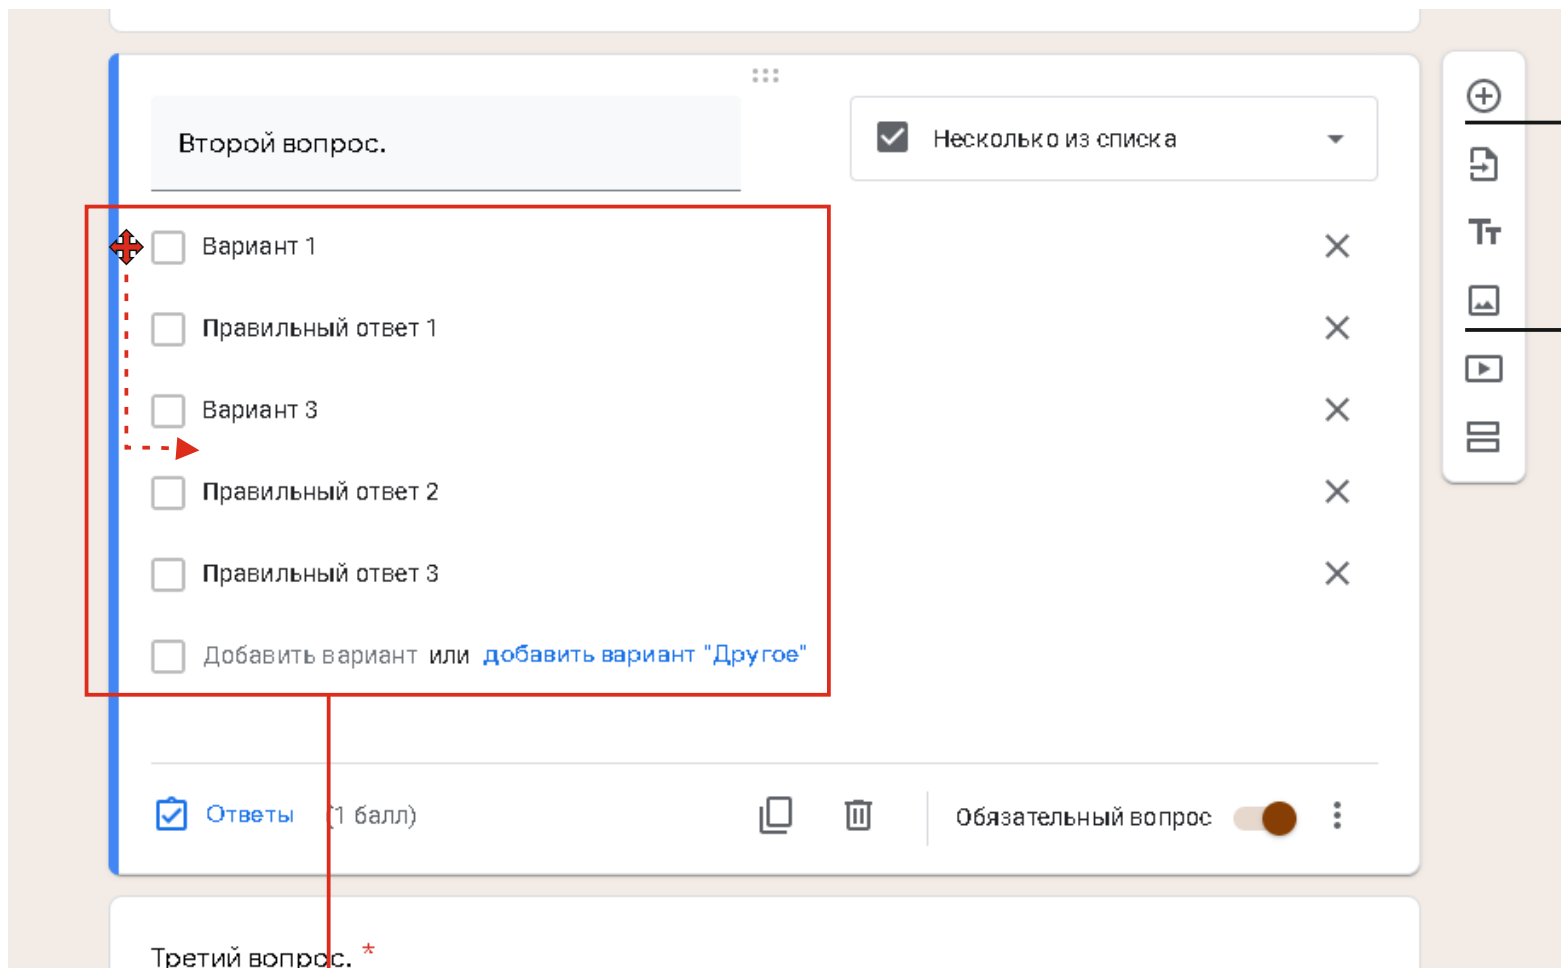 Второй вопрос.
Несколько из списка
Вариант 1
Правильный ответ 1
Вариант 3
Правильный ответ 2
Правильный ответ 3
Добавить вариант или добавить вариант "Другое"
Ответы (1 балл)
Обязательный вопрос
Третий вопрос. *